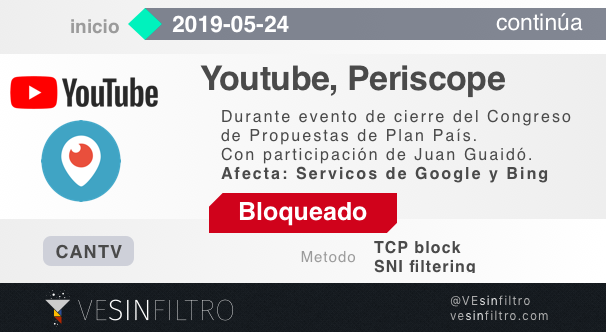 inicio 2019-05-24 continúa
YouTube
Youtube, Periscope
Durante evento de cierre del Congreso
de Propuestas de Plan País.
Con participación de Juan Guaidó.
Afecta: Servicos de Google y Bing
Bloqueado
CANTV
Metodo TCP block
SNI filtering
VESINFILTRO
@VEsinfiltro
vesinfiltro.com